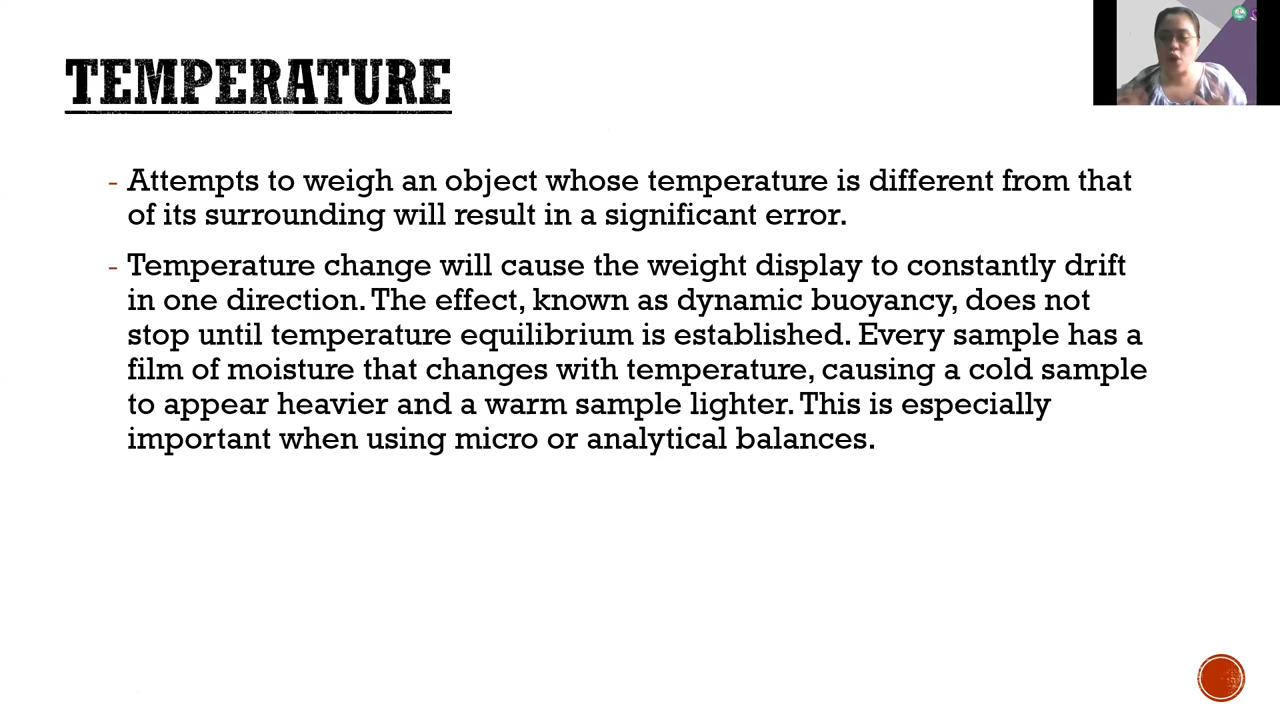 TEMPERATURE
- Attempts to weigh an object whose temperature is different from that
of its surrounding will result in a significant error.
- Temperature change will cause the weight display to constantly drift
in one direction. The effect, known as dynamic buoyancy, does not
stop until temperature equilibrium is established. Every sample has a
film of moisture that changes with temperature, causing a cold sample
to appear heavier and a warm sample lighter. This is especially
important when using micro or analytical balances.